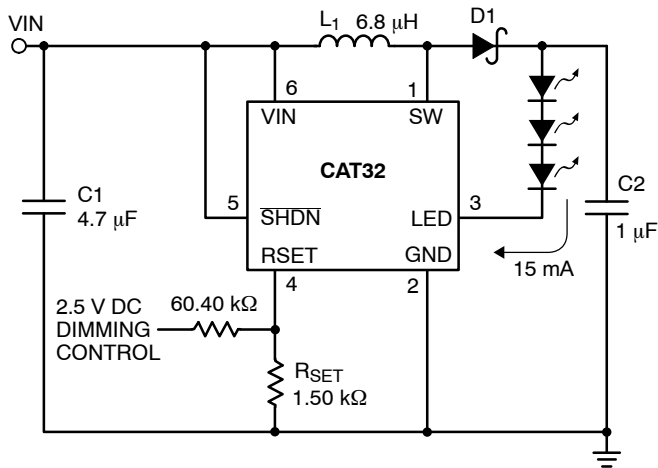 VIN
L1 6.8 μH
D1
6
1
VIN
SW
CAT32
C1
4.7 μF
5
SHDN
LED
3
C2
1 μF
RSET
GND
15 mA
4
2
2.5 V DC
DIMMING
CONTROL
60.40 kΩ
RSET
1.50 kΩ